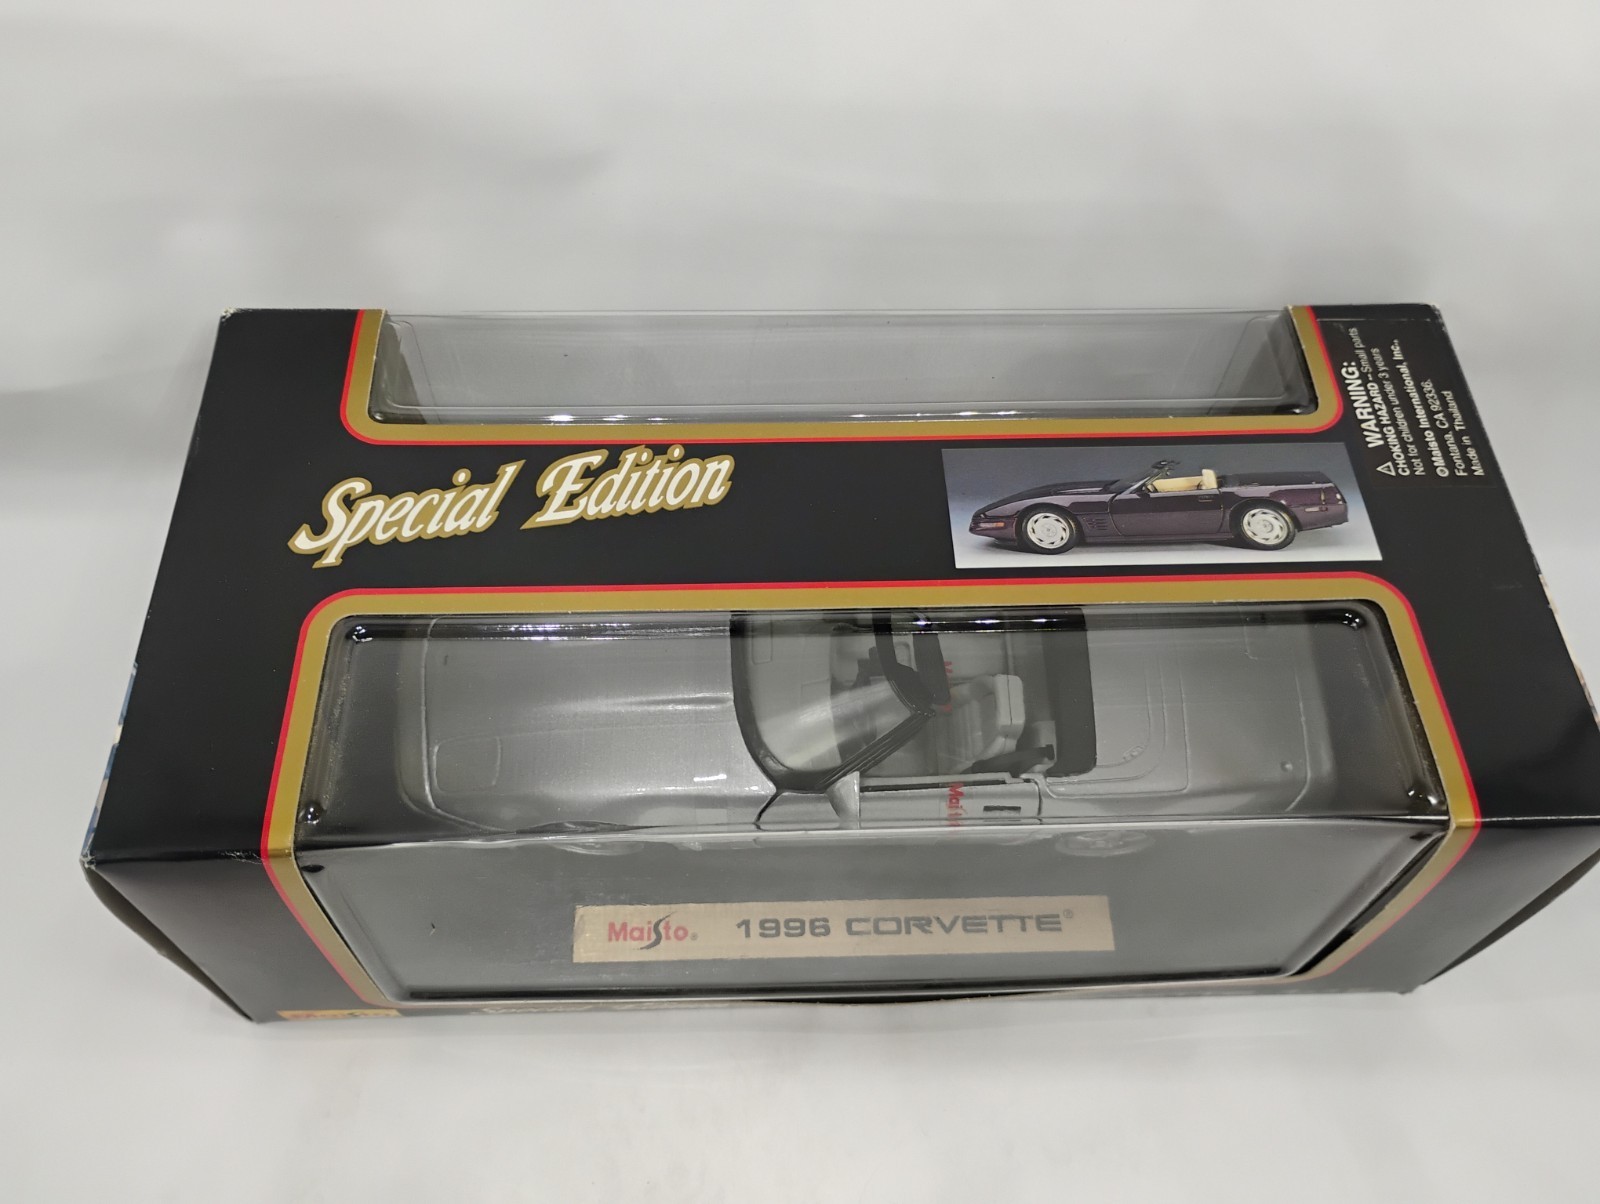 Special Edition
⚠ WARNING:
CHOKING HAZARD -- Small parts
Not for children under 3 years
©Maisto International, Inc.,
Fontana, CA 92336.
Made in Thailand
Maisto® 1996 CORVETTE®